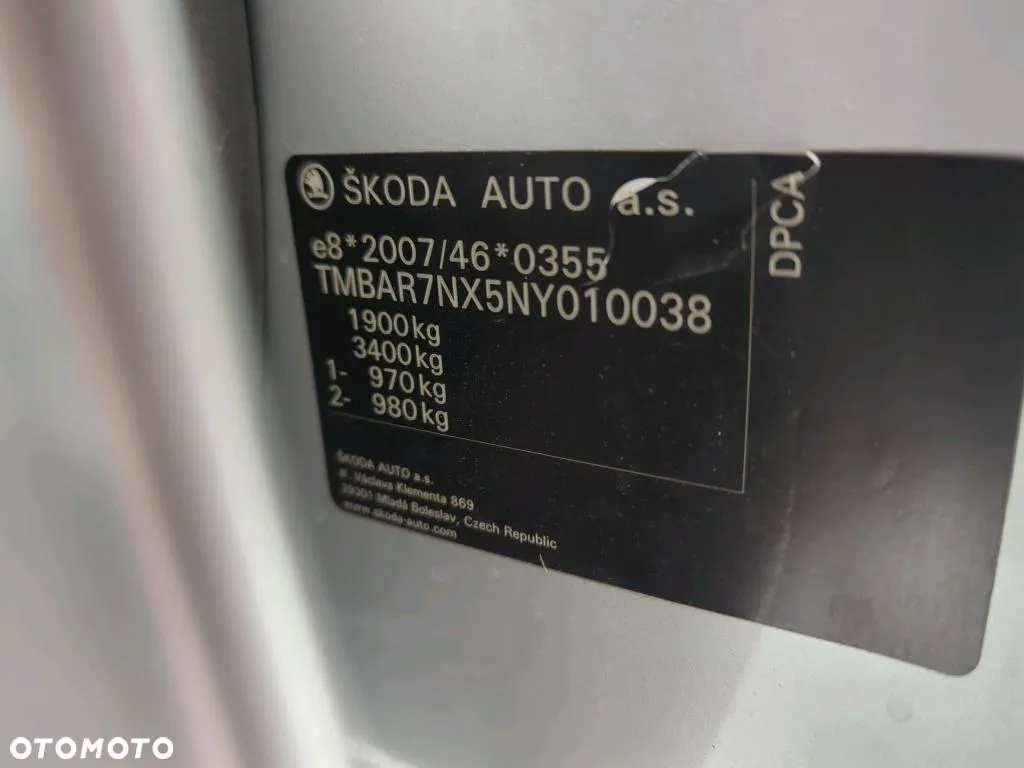 ŠKODA AUTO a.s.
DPCA
e8*2007/46*0355
TMBAR7NX5NY010038
1900kg
3400kg
1- 970kg
2- 980kg
ŠKODA AUTO a.s.
tř. Václava Klementa 869
29301 Mladá Boleslav, Czech Republic
www.skoda-auto.com
OTOMOTO